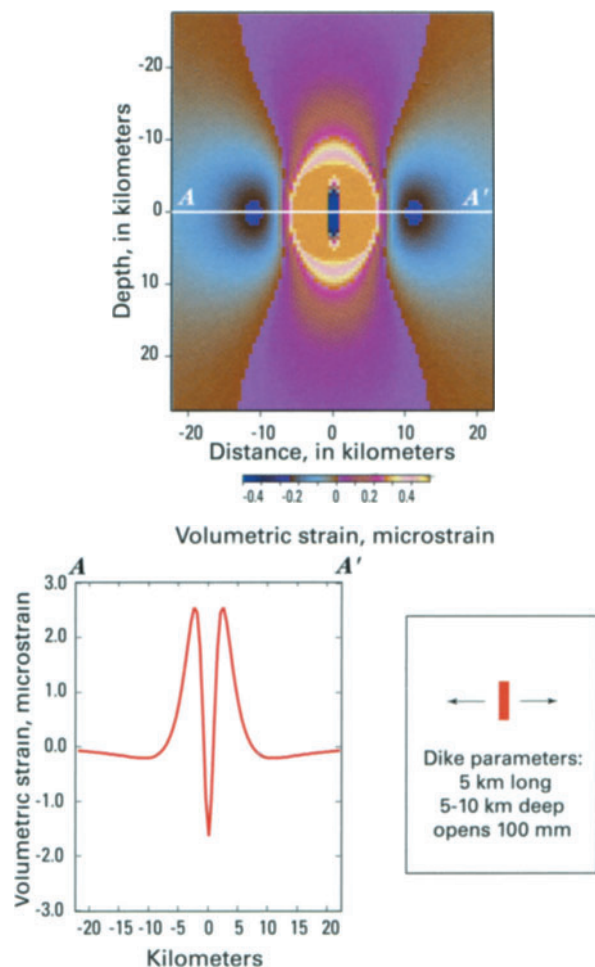 -20
-10
0
10
20
Depth, in kilometers
A
A'
-20 -10 0 10 20
Distance, in kilometers
-0.4 -0.2 0 0.2 0.4
Volumetric strain, microstrain
A
A'
3.0
2.0
1.0
0.0
-1.0
-2.0
-3.0
Volumetric strain, microstrain
-20 -15 -10 -5 0 5 10 15 20
Kilometers
Dike parameters:
5 km long
5-10 km deep
opens 100 mm